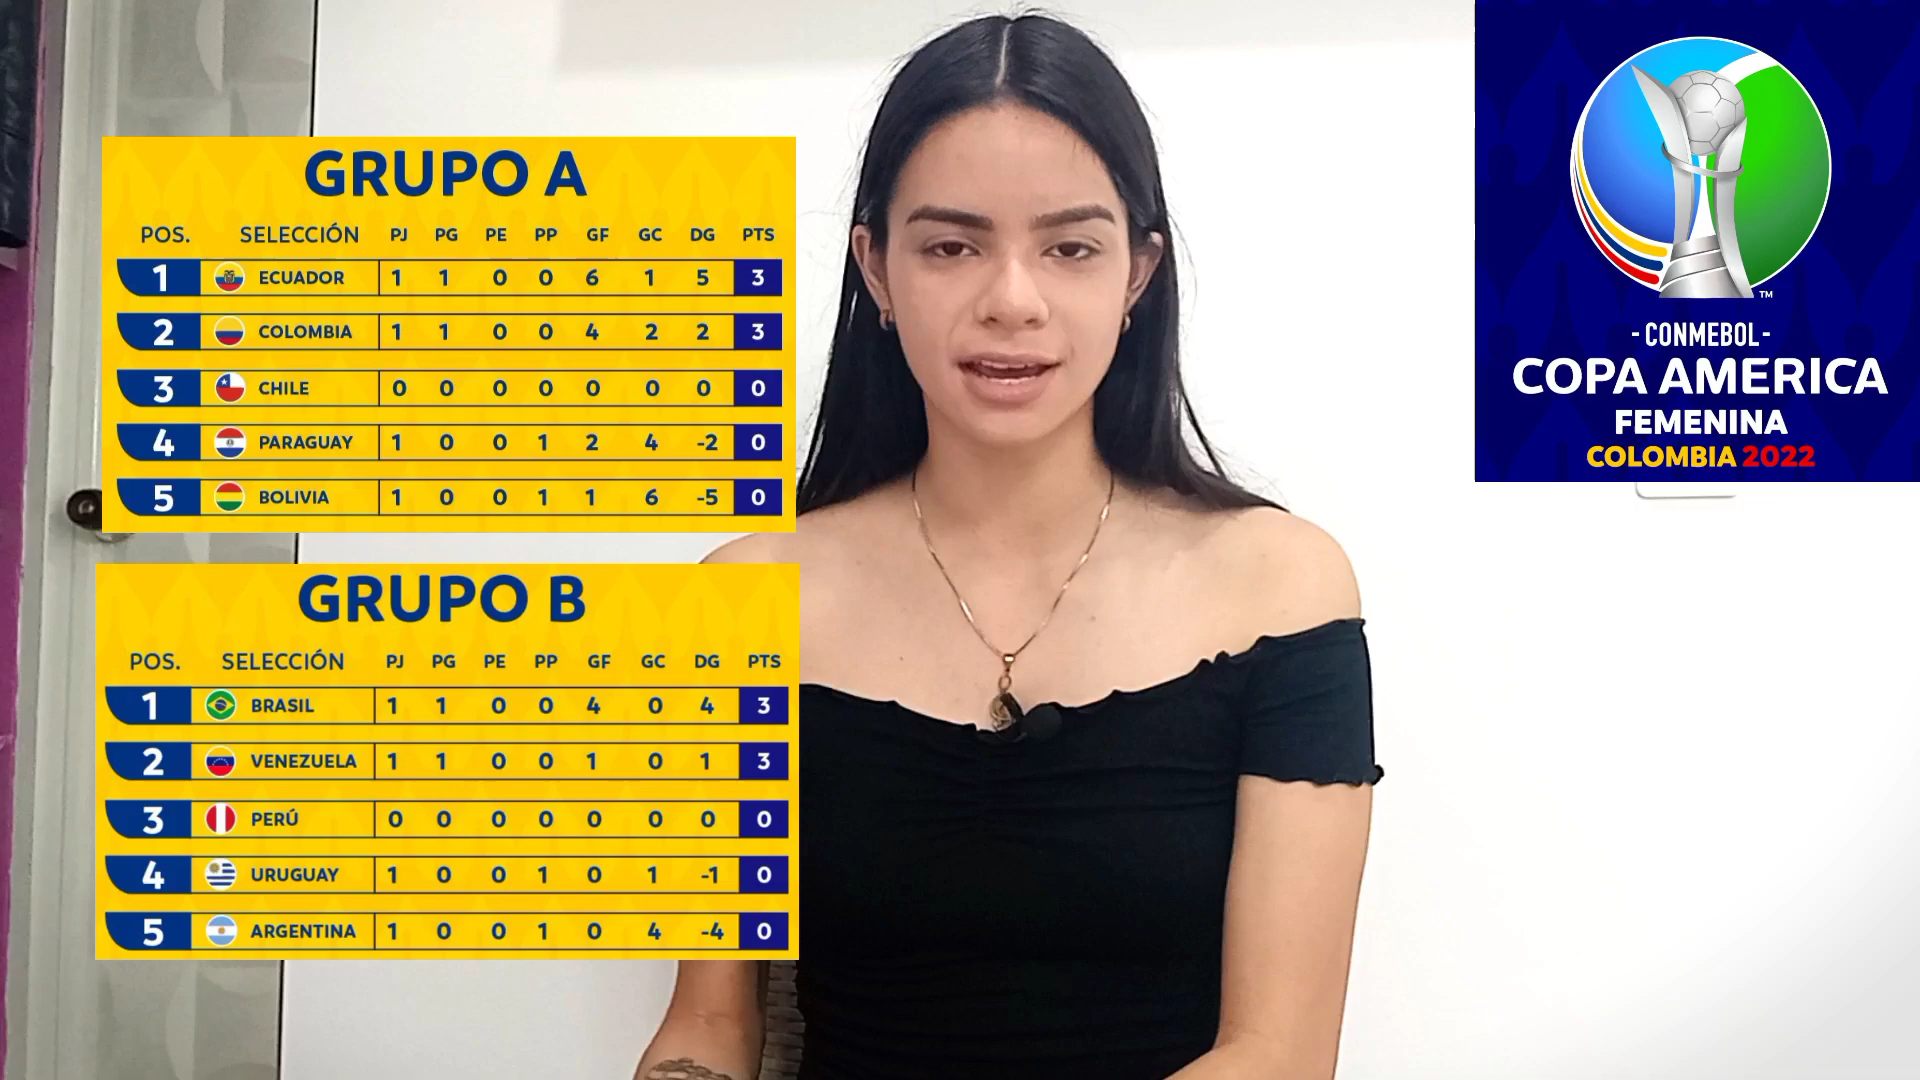 GRUPO A
POS. SELECCIÓN PJ PG PE PP GF GC DG PTS
1 ECUADOR 1 1 0 0 6 1 5 3
2 COLOMBIA 1 1 0 0 4 2 2 3
3 CHILE 0 0 0 0 0 0 0 0
4 PARAGUAY 1 0 0 1 2 4 -2 0
5 BOLIVIA 1 0 0 1 1 6 -5 0
GRUPO B
POS. SELECCIÓN PJ PG PE PP GF GC DG PTS
1 BRASIL 1 1 0 0 4 0 4 3
2 VENEZUELA 1 1 0 0 1 0 1 3
3 PERÚ 0 0 0 0 0 0 0 0
4 URUGUAY 1 0 0 1 0 1 -1 0
5 ARGENTINA 1 0 0 1 0 4 -4 0
TM
-CONMEBOL-
COPA AMERICA
FEMENINA
COLOMBIA 2022